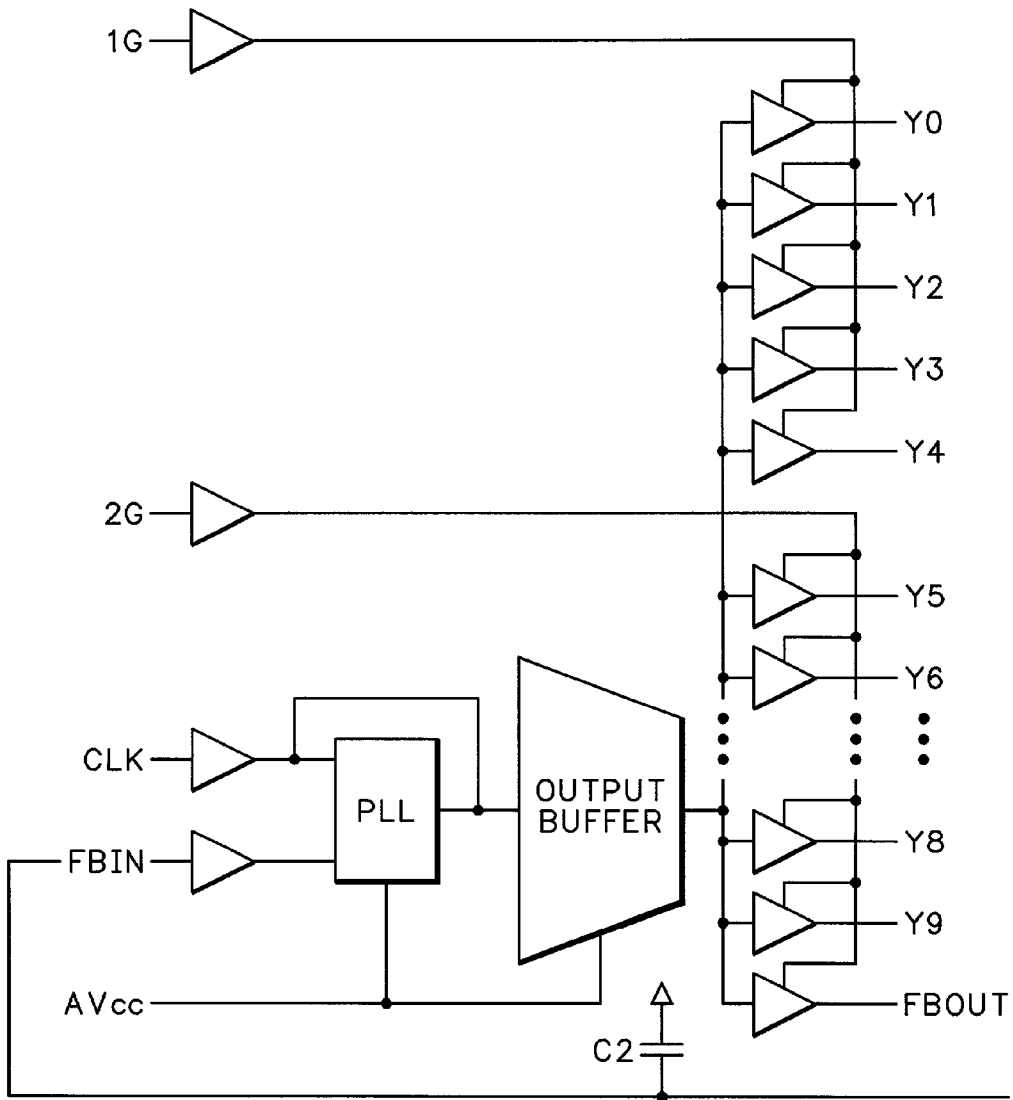 1G
Y0
Y1
Y2
Y3
Y4
2G
Y5
Y6
CLK
PLL
OUTPUT
BUFFER
FBIN
Y8
Y9
AVcc
FBOUT
C2